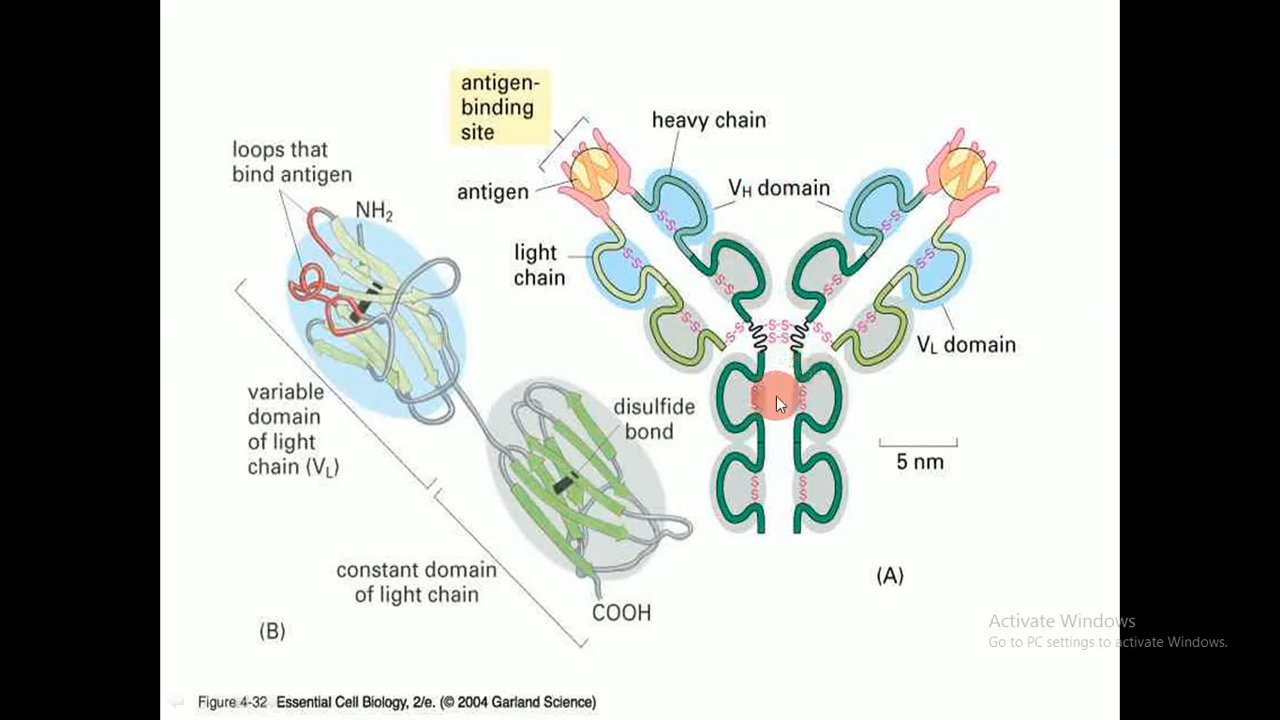 antigen-
binding
site
heavy chain
loops that
bind antigen
antigen
VH domain
NH2
light
chain
S-S
S-S
S-S
S-S
S-S
S-S
S-S
S-S
S-S
S-S
S-S
S-S
VL domain
variable
domain
of light
chain (VL)
disulfide
bond
S
S
S
S
5 nm
S
S
S
S
constant domain
of light chain
(A)
COOH
(B)
Activate Windows
Go to PC settings to activate Windows.
Figure 4-32 Essential Cell Biology, 2/e. (© 2004 Garland Science)